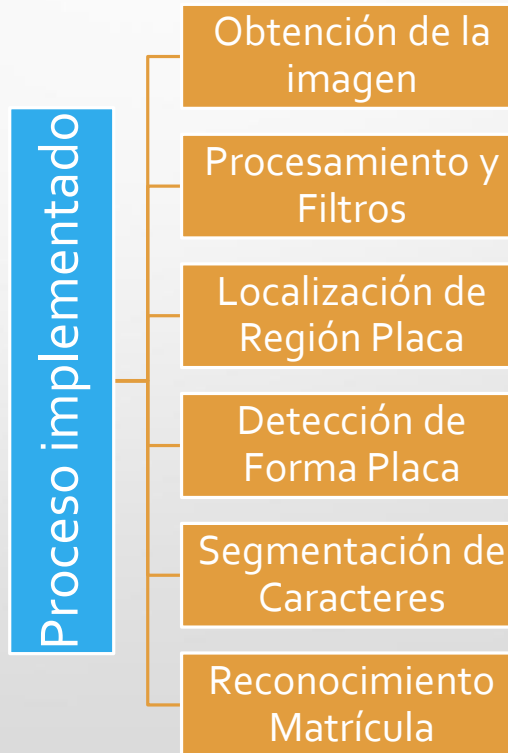 Proceso implementado
Obtención de la
imagen
Procesamiento y
Filtros
Localización de
Región Placa
Detección de
Forma Placa
Segmentación de
Caracteres
Reconocimiento
Matrícula